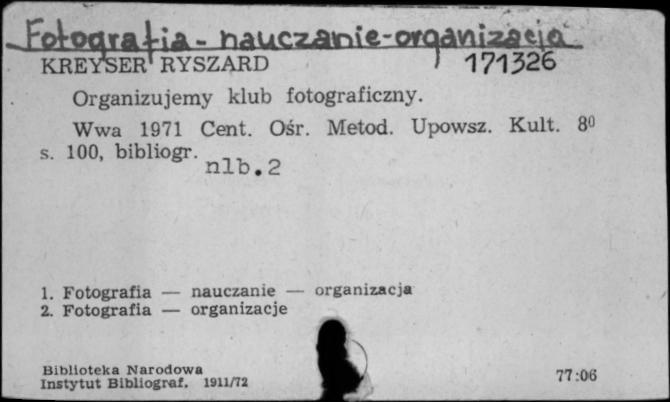 Fotografia - nauczanie - organizacja
KREYSER RYSZARD 171326
Organizujemy klub fotograficzny.
Wwa 1971 Cent. Ośr. Metod. Upowsz. Kult. 8⁰
s. 100, bibliogr. nlb.2
1. Fotografia — nauczanie — organizacja
2. Fotografia — organizacje
Biblioteka Narodowa
Instytut Bibliograf. 1911/72 77:06